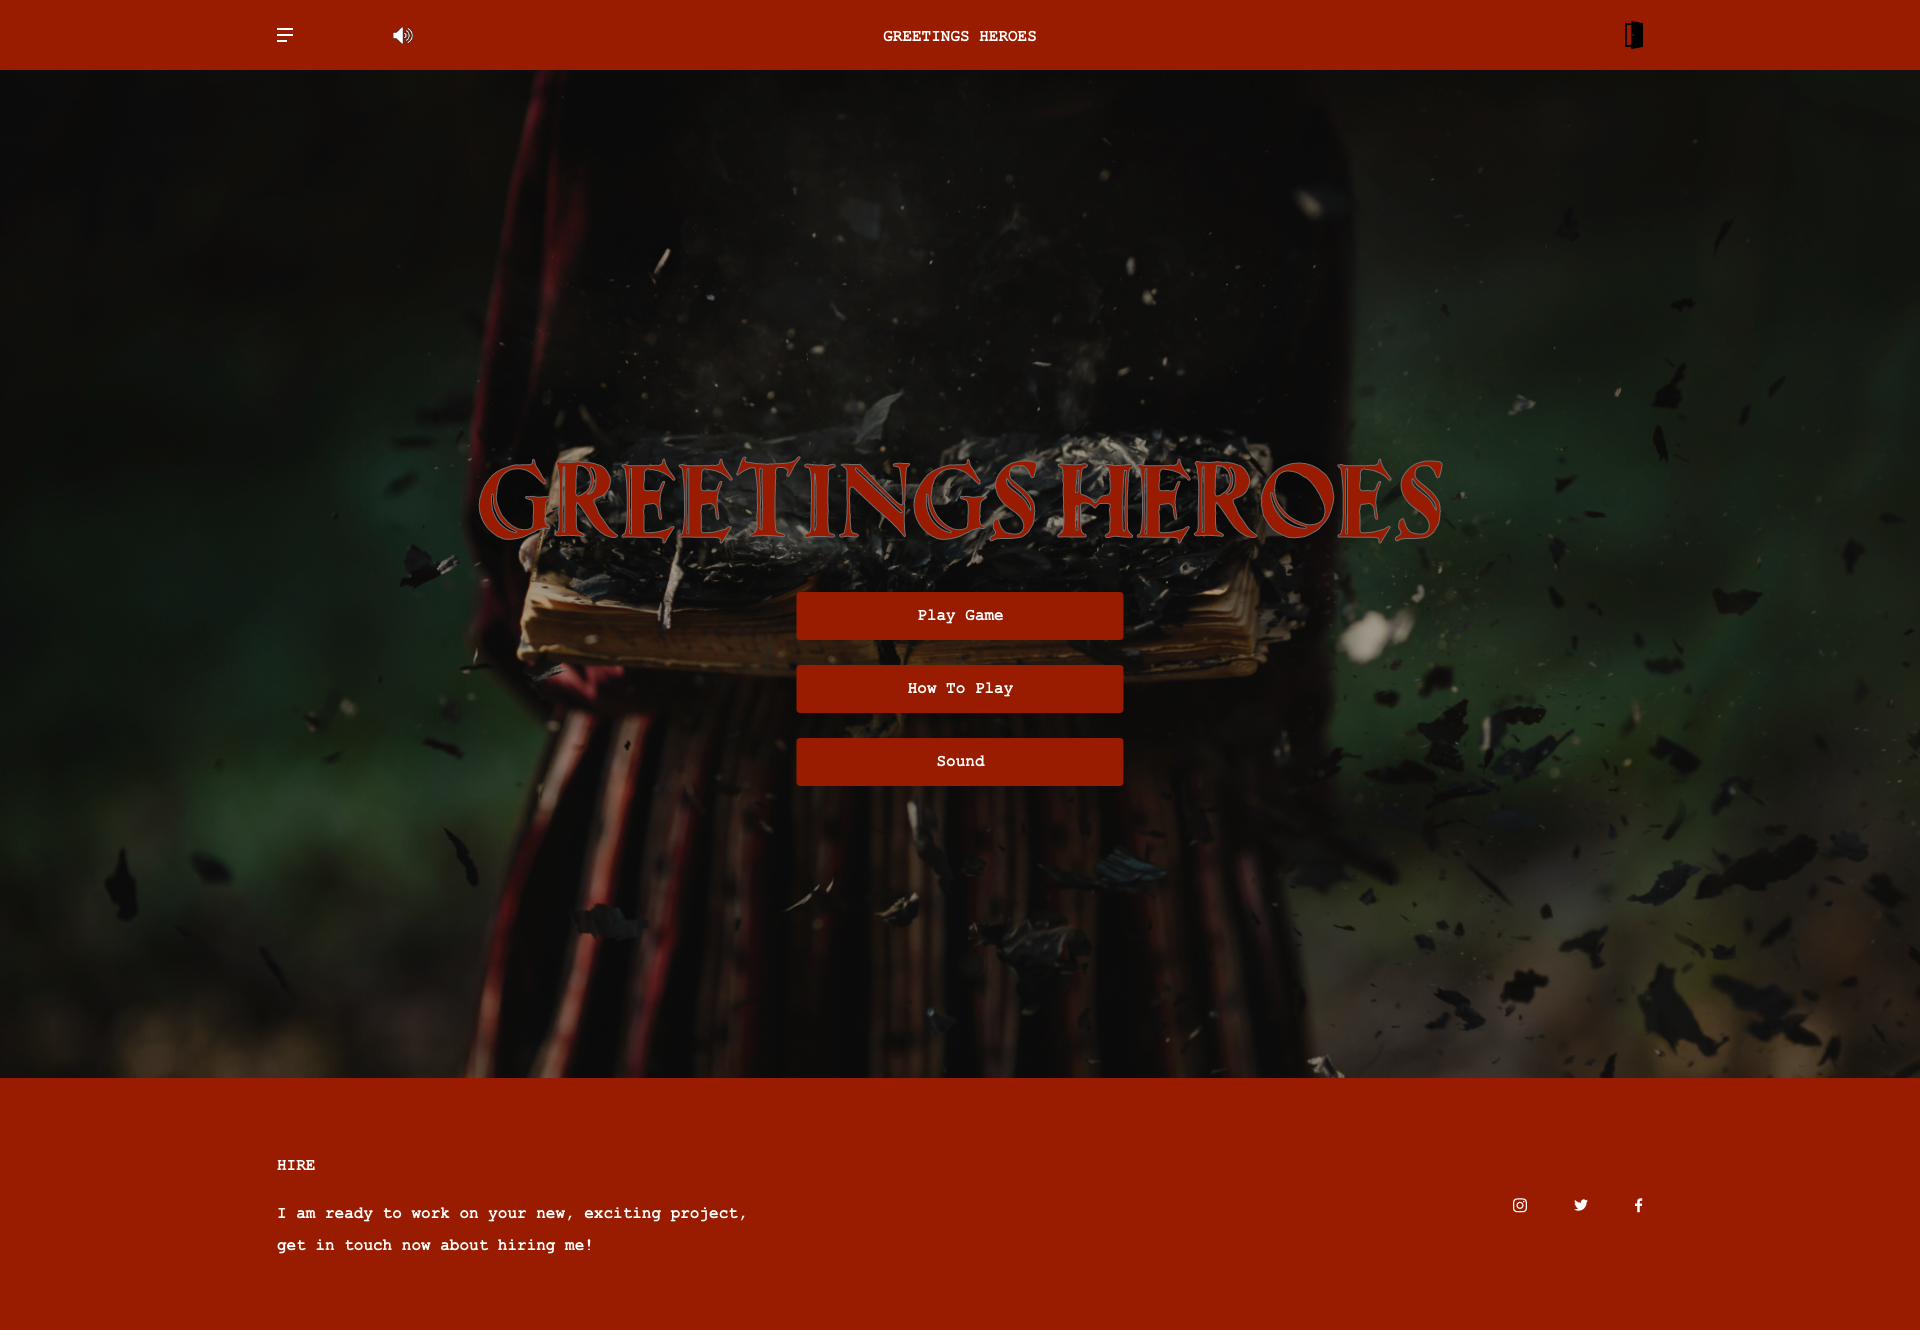 GREETINGS HEROES
GREETINGS HEROES
Play Game
How To Play
Sound
HIRE
I am ready to work on your new, exciting project,
get in touch now about hiring me!